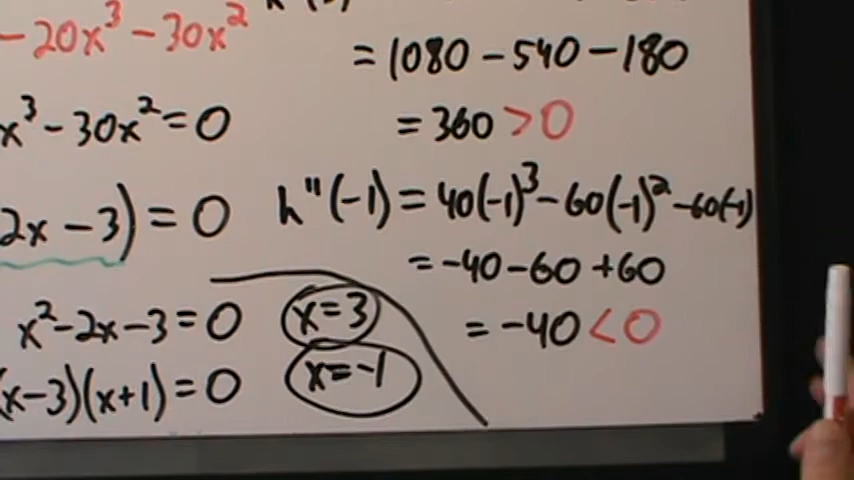 - 20x³ - 30x²
= 1080 - 540 - 180
x³ - 30x² = 0
= 360 > 0
2x - 3) = 0
h''(-1) = 40(-1)³ - 60(-1)² - 60(-1)
= -40 - 60 + 60
x² - 2x - 3 = 0
x = 3
= -40 < 0
(x - 3)(x + 1) = 0
x = -1